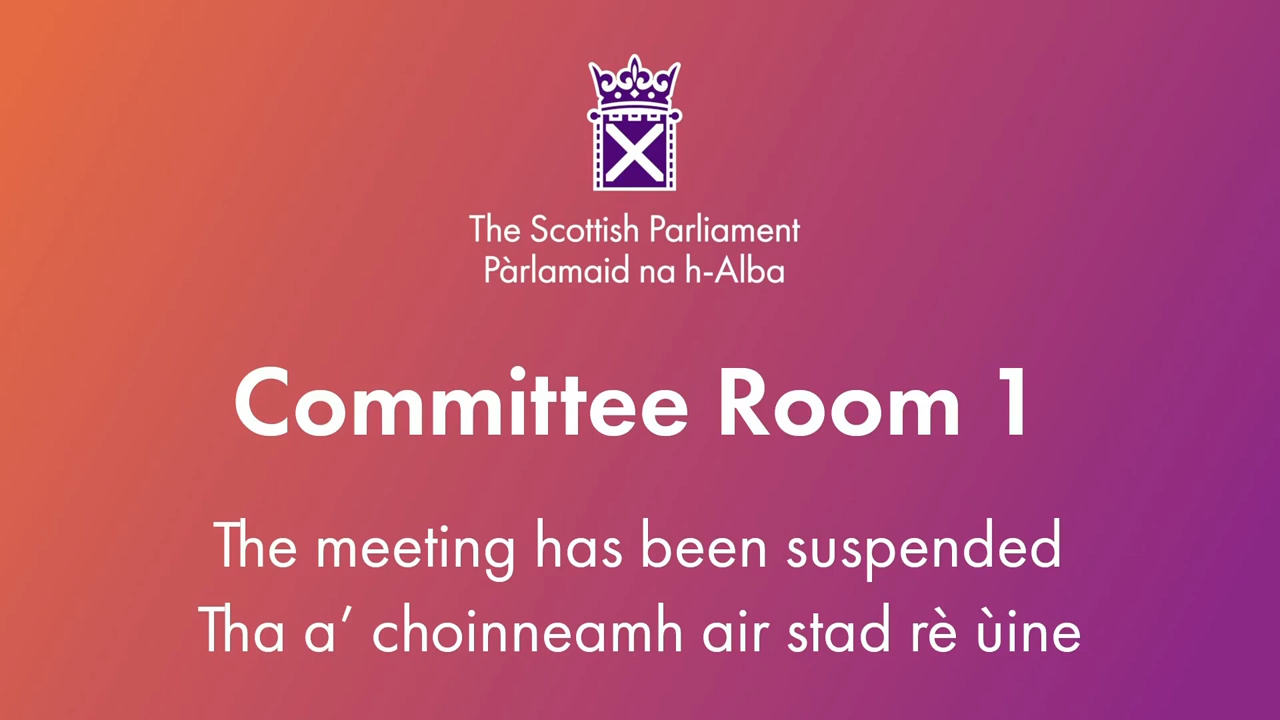 The Scottish Parliament
Pàrlamaid na h-Alba
Committee Room 1
The meeting has been suspended
Tha a’ choinneamh air stad rè ùine